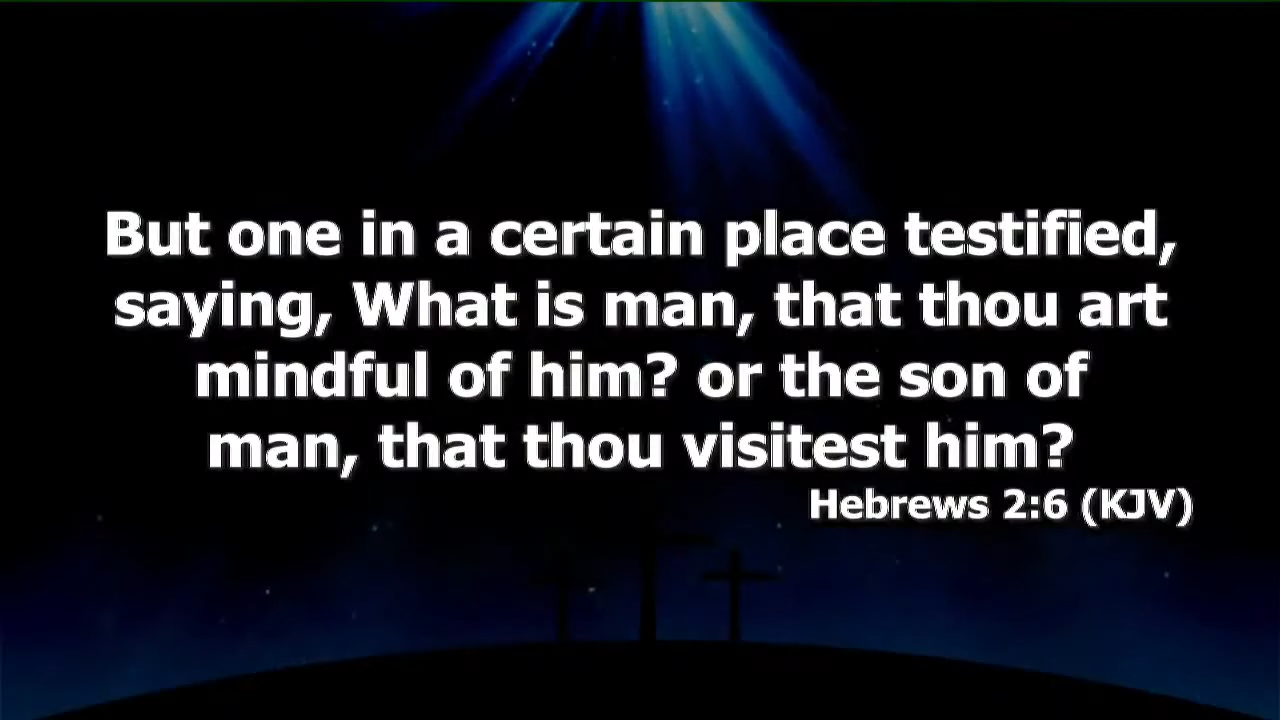 But one in a certain place testified,
saying, What is man, that thou art
mindful of him? or the son of
man, that thou visitest him?
Hebrews 2:6 (KJV)